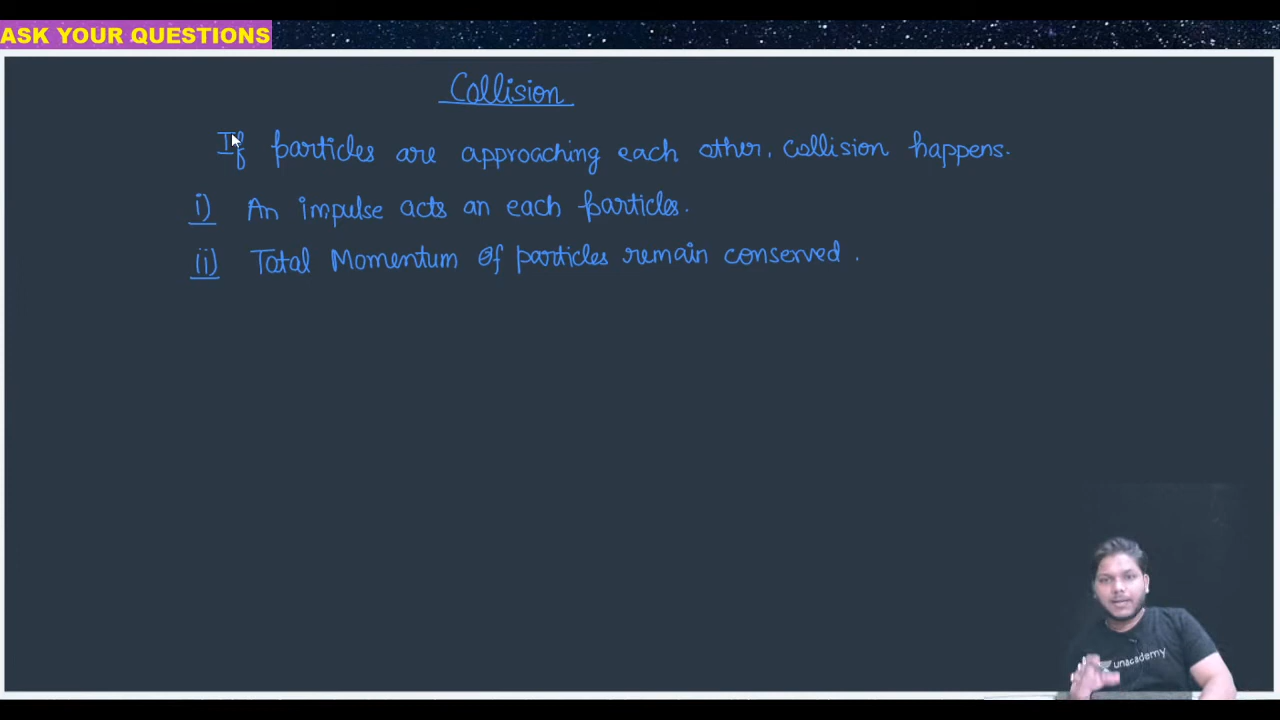 ASK YOUR QUESTIONS
Collision
If particles are approaching each other, collision happens.
i) An impulse acts an each particles.
ii) Total Momentum of particles remain conserved.
unacademy